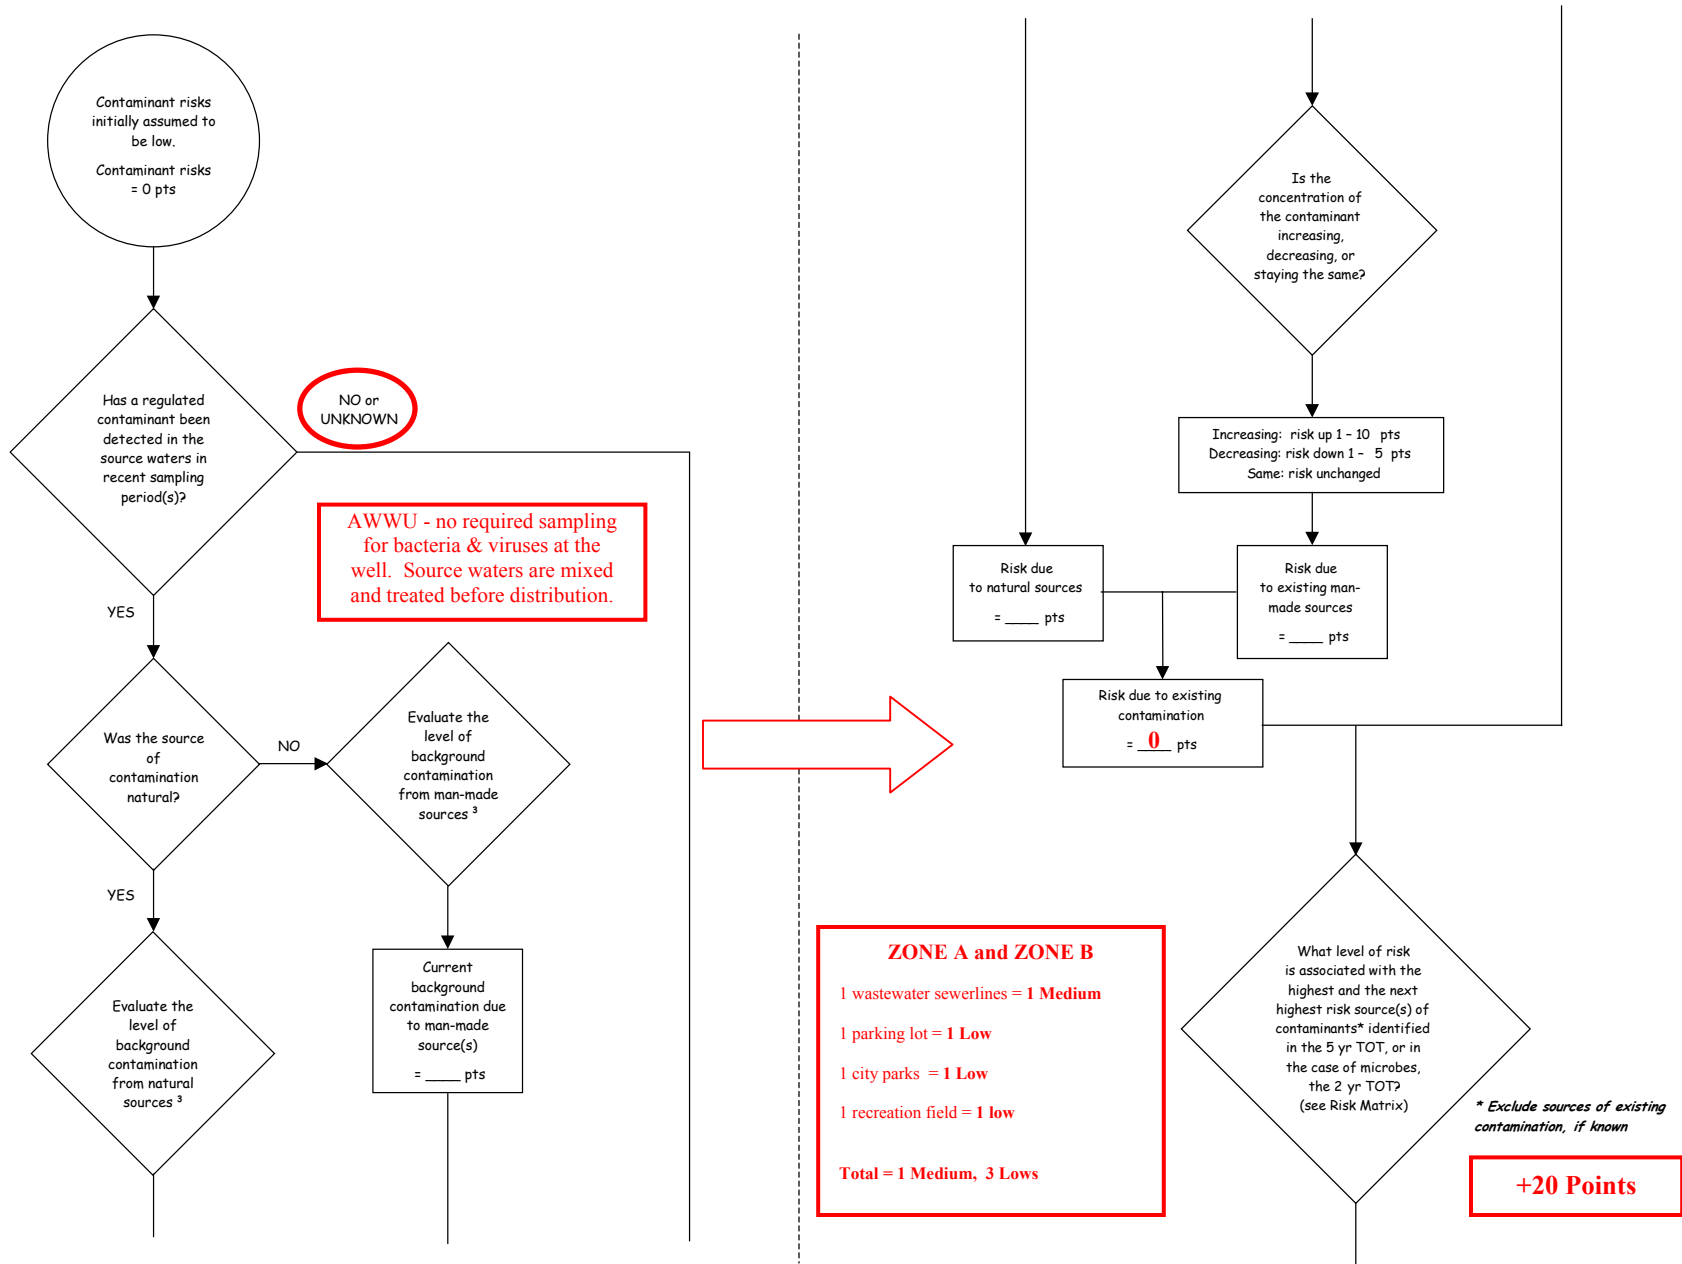 Contaminant risks
initially assumed to
be low.
Contaminant risks
= 0 pts
Has a regulated
contaminant been
detected in the
source waters in
recent sampling
period(s)?
NO or
UNKNOWN
AWWU - no required sampling
for bacteria & viruses at the
well. Source waters are mixed
and treated before distribution.
YES
Was the source
of
contamination
natural?
NO
Evaluate the
level of
background
contamination
from man-made
sources ³
YES
Evaluate the
level of
background
contamination
from natural
sources ³
Current
background
contamination due
to man-made
source(s)
= ____ pts
Is the
concentration of
the contaminant
increasing,
decreasing, or
staying the same?
Increasing: risk up 1 – 10 pts
Decreasing: risk down 1 – 5 pts
Same: risk unchanged
Risk due
to natural sources
= ____ pts
Risk due
to existing man-
made sources
= ____ pts
Risk due to existing
contamination
= __0__ pts
ZONE A and ZONE B
1 wastewater sewerlines = 1 Medium
1 parking lot = 1 Low
1 city parks = 1 Low
1 recreation field = 1 low
Total = 1 Medium, 3 Lows
What level of risk
is associated with the
highest and the next
highest risk source(s) of
contaminants* identified
in the 5 yr TOT, or in
the case of microbes,
the 2 yr TOT?
(see Risk Matrix)
* Exclude sources of existing
contamination, if known
+20 Points